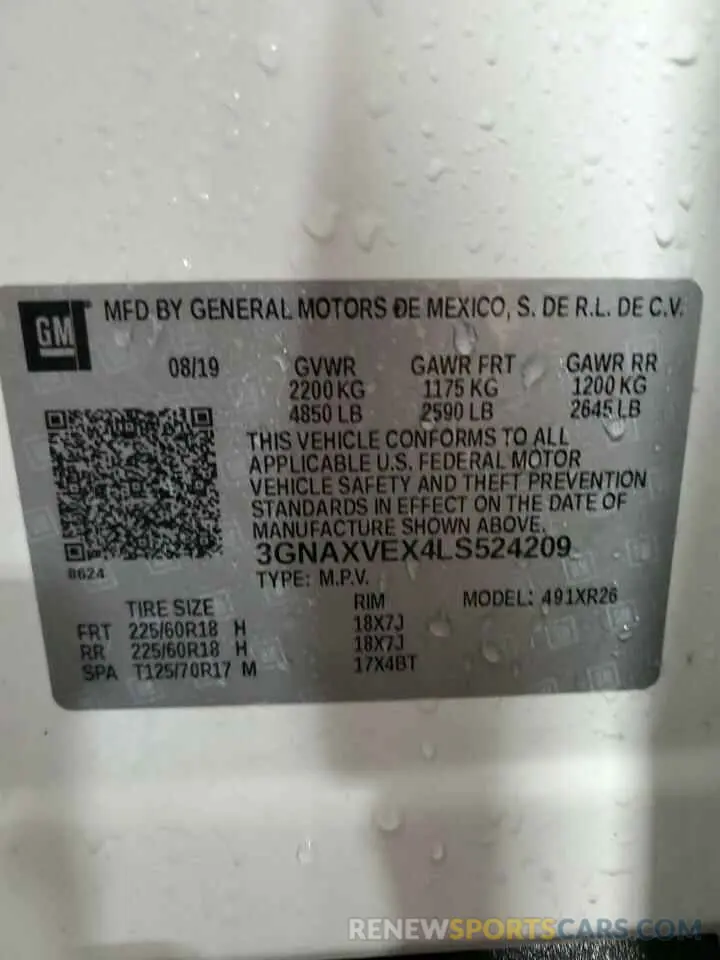 GM
MFD BY GENERAL MOTORS DE MEXICO, S. DE R.L. DE C.V.
08/19 GVWR GAWR FRT GAWR RR
2200 KG 1175 KG 1200 KG
4850 LB 2590 LB 2645 LB
THIS VEHICLE CONFORMS TO ALL
APPLICABLE U.S. FEDERAL MOTOR
VEHICLE SAFETY AND THEFT PREVENTION
STANDARDS IN EFFECT ON THE DATE OF
MANUFACTURE SHOWN ABOVE.
3GNAXVEX4LS524209
8624
TYPE: M.P.V.
TIRE SIZE RIM MODEL: 491XR26
FRT 225/60R18 H 18X7J
RR 225/60R18 H 18X7J
SPA T125/70R17 M 17X4BT
RENEWSPORTSCARS.COM